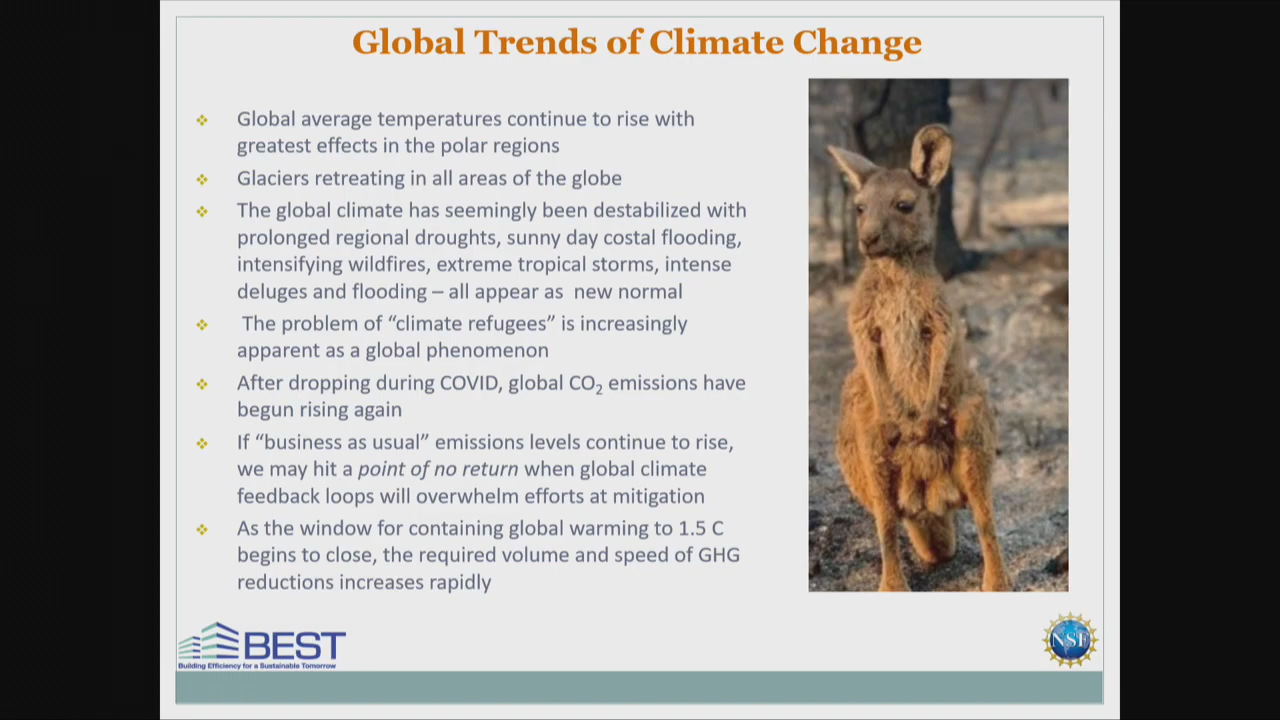 Global Trends of Climate Change
Global average temperatures continue to rise with
greatest effects in the polar regions
Glaciers retreating in all areas of the globe
The global climate has seemingly been destabilized with
prolonged regional droughts, sunny day costal flooding,
intensifying wildfires, extreme tropical storms, intense
deluges and flooding – all appear as new normal
The problem of “climate refugees” is increasingly
apparent as a global phenomenon
After dropping during COVID, global CO₂ emissions have
begun rising again
If “business as usual” emissions levels continue to rise,
we may hit a point of no return when global climate
feedback loops will overwhelm efforts at mitigation
As the window for containing global warming to 1.5 C
begins to close, the required volume and speed of GHG
reductions increases rapidly
BEST
Building Efficiency for a Sustainable Tomorrow
NSF